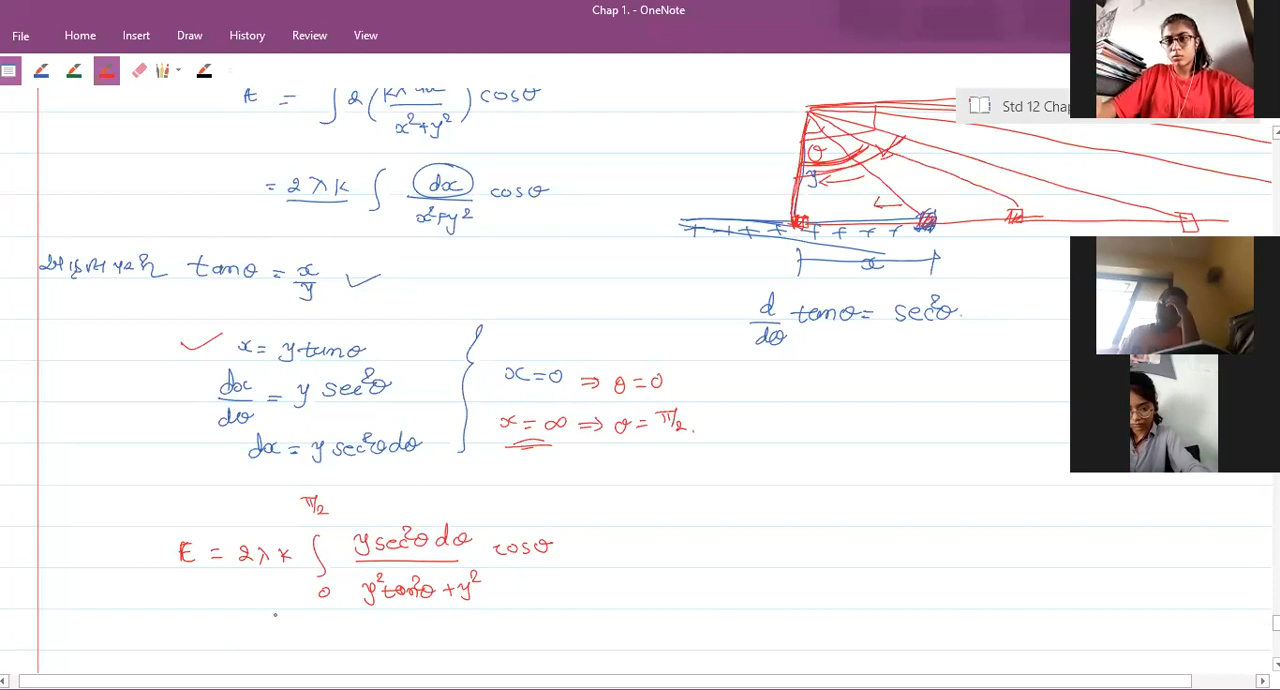 Chap 1. - OneNote
File Home Insert Draw History Review View
Std 12 Chap
E = ∫ 2 ( kλ dx / x²+y² ) cosθ
= 2λk ∫ dx / x²+y² cosθ
tanθ = x/y ✓
✓ x = y tanθ
dx/dθ = y sec²θ
dx = y sec²θ dθ
x=0 ⇒ θ=0
x=∞ ⇒ θ=π/2.
θ
y
+ + + + + + + +
x
d/dθ tanθ = sec²θ.
E = 2λk ∫₀^π/2 y sec²θ dθ / y²tan²θ + y² cosθ